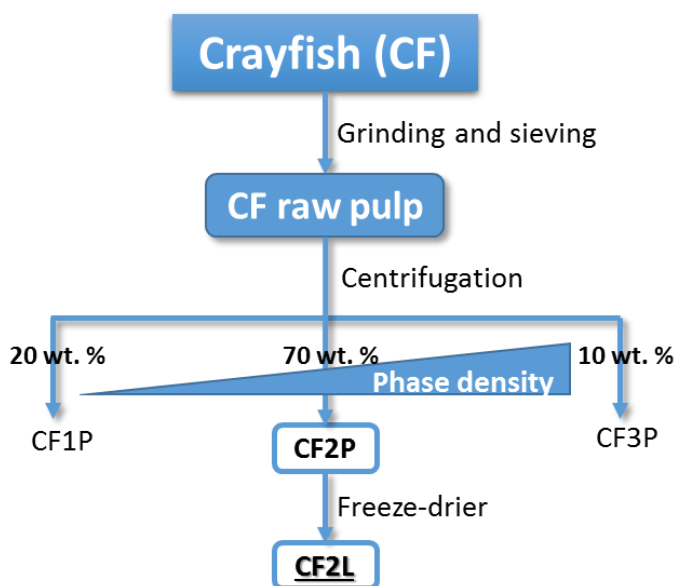 Crayfish (CF)
Grinding and sieving
CF raw pulp
Centrifugation
20 wt. %
70 wt. %
10 wt. %
Phase density
CF1P
CF2P
CF3P
Freeze-drier
CF2L